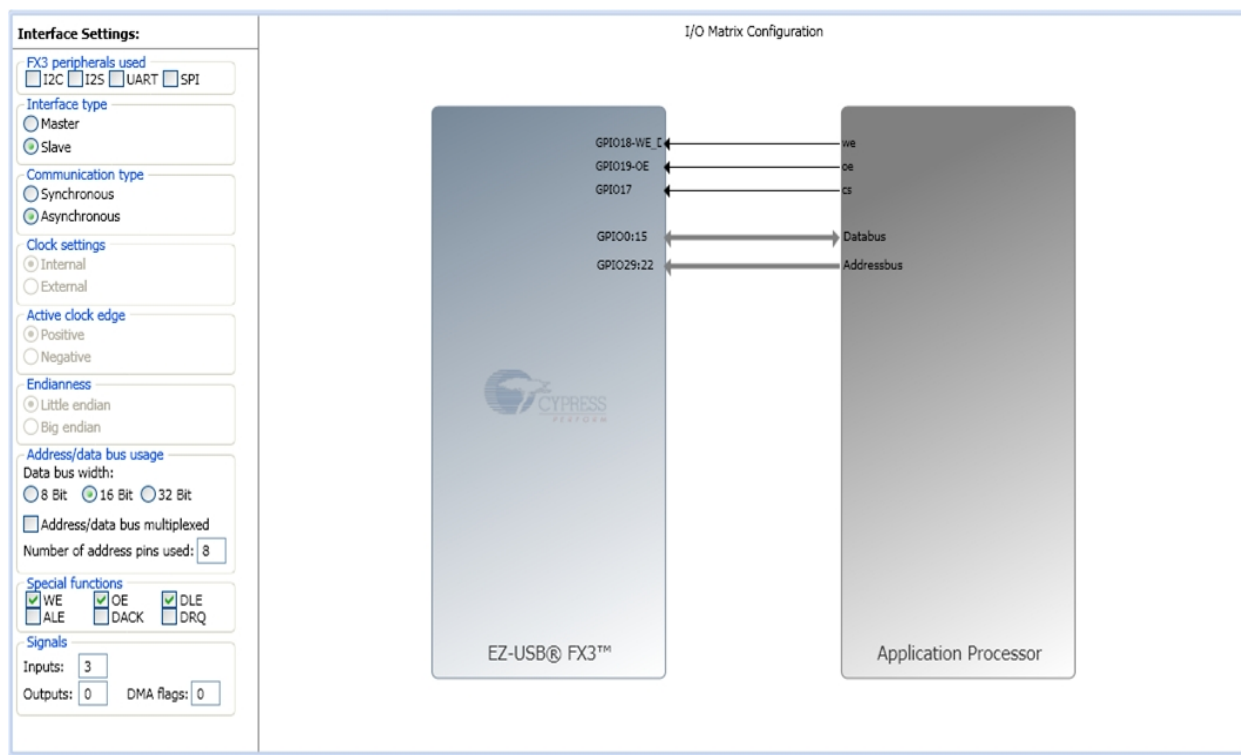 Interface Settings:
FX3 peripherals used
I2C I2S UART SPI
Interface type
Master
Slave
Communication type
Synchronous
Asynchronous
Clock settings
Internal
External
Active clock edge
Positive
Negative
Endianness
Little endian
Big endian
Address/data bus usage
Data bus width:
8 Bit 16 Bit 32 Bit
Address/data bus multiplexed
Number of address pins used: 8
Special functions
WE OE DLE
ALE DACK DRQ
Signals
Inputs: 3
Outputs: 0 DMA flags: 0
I/O Matrix Configuration
GPIO18-WE_D we
GPIO19-OE oe
GPIO17 cs
GPIO0:15 Databus
GPIO29:22 Addressbus
CYPRESS
PERFORM
EZ-USB® FX3™
Application Processor